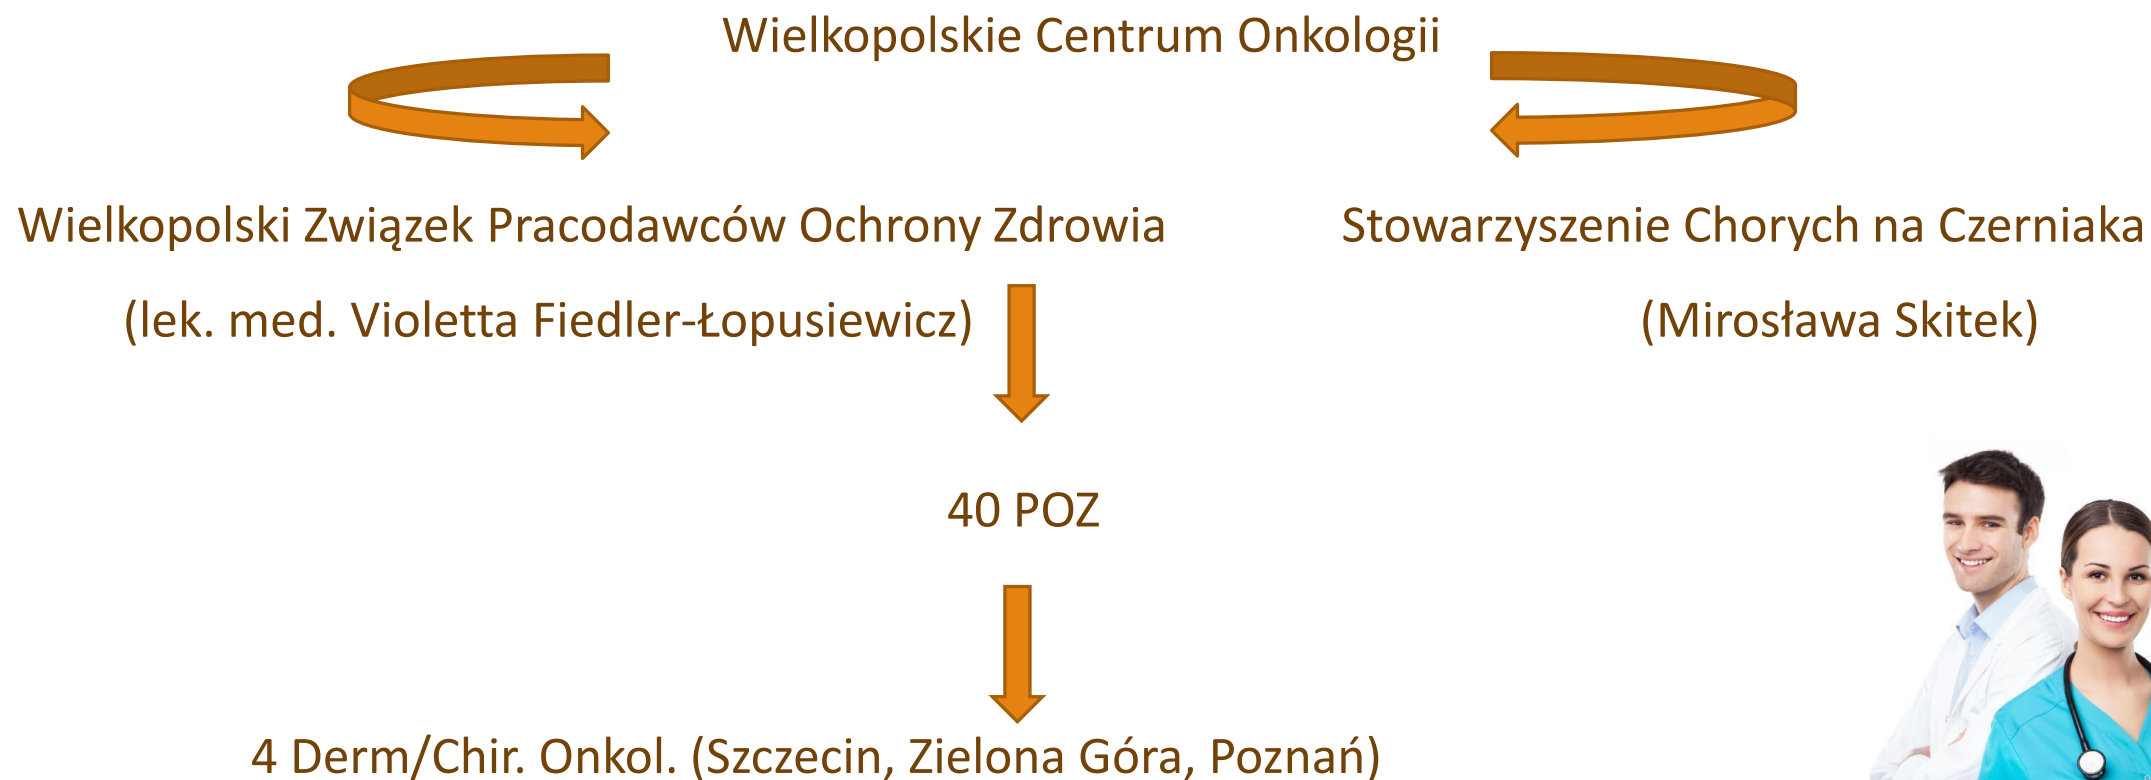 Wielkopolskie Centrum Onkologii
Wielkopolski Związek Pracodawców Ochrony Zdrowia
Stowarzyszenie Chorych na Czerniaka
(lek. med. Violetta Fiedler-Łopusiewicz)
(Mirosława Skitek)
40 POZ
4 Derm/Chir. Onkol. (Szczecin, Zielona Góra, Poznań)